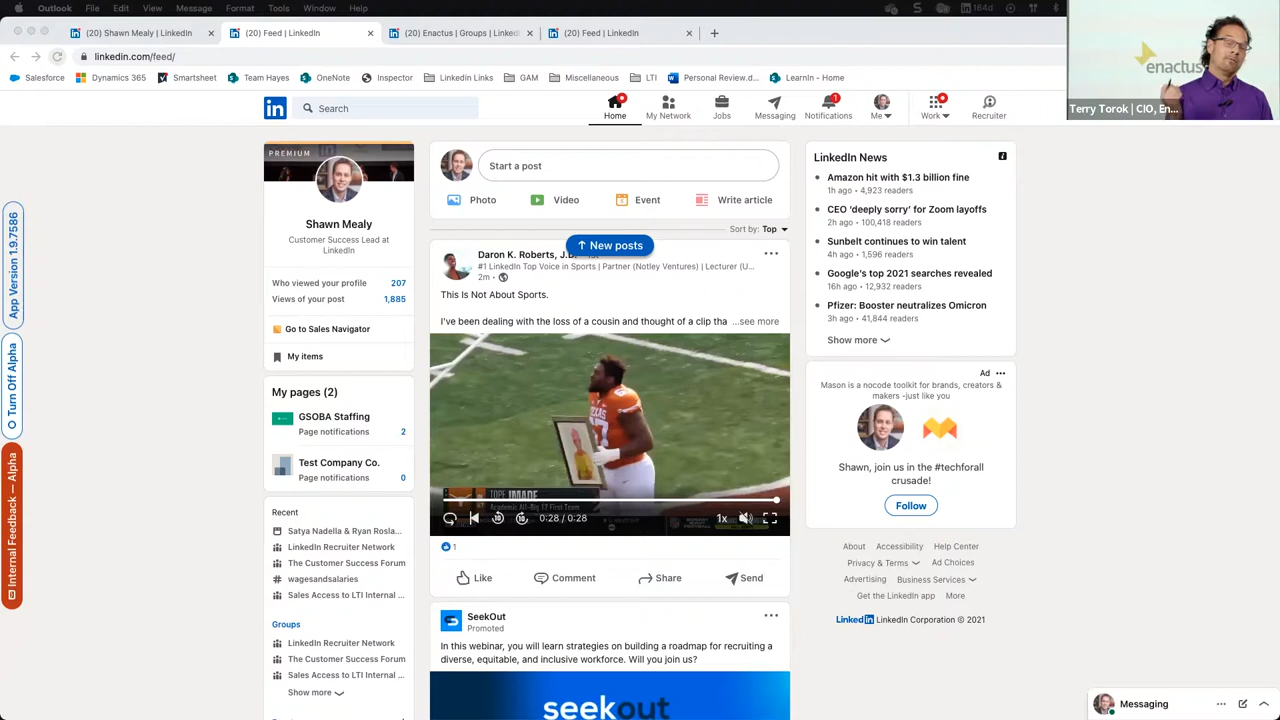 Outlook File Edit View Message Format Tools Window Help 184d
(20) Shawn Mealy | LinkedIn
(20) Feed | LinkedIn
(20) Enactus | Groups | Linked
(20) Feed | LinkedIn
linkedin.com/feed/
Salesforce Dynamics 365 Smartsheet Team Hayes OneNote Inspector Linkedin Links GAM Miscellaneous LTI Personal Review.d... LearnIn - Home
enactus
Terry Torok | CIO, En...
in Search
Home My Network Jobs Messaging 1 Notifications Me Work Recruiter
App Version 1.9.7586
Turn Off Alpha
Internal Feedback — Alpha
PREMIUM
Shawn Mealy
Customer Success Lead at
LinkedIn
Who viewed your profile 207
Views of your post 1,885
Go to Sales Navigator
My items
My pages (2)
GSOBA Staffing
Page notifications 2
Test Company Co.
Page notifications 0
Recent
Satya Nadella & Ryan Rosla...
LinkedIn Recruiter Network
The Customer Success Forum
# wagesandsalaries
Sales Access to LTI Internal ...
Groups
LinkedIn Recruiter Network
The Customer Success Forum
Sales Access to LTI Internal ...
Show more
Start a post
Photo Video Event Write article
Sort by: Top
↑ New posts
Daron K. Roberts, J.D.
#1 LinkedIn Top Voice in Sports | Partner (Notley Ventures) | Lecturer (U...
2m •
This Is Not About Sports.
I've been dealing with the loss of a cousin and thought of a clip tha ...see more
TEXAS
TOPE IMADE
Academic All-Big 12 First Team
0:28 / 0:28 1x
1
Like Comment Share Send
SeekOut
Promoted
In this webinar, you will learn strategies on building a roadmap for recruiting a
diverse, equitable, and inclusive workforce. Will you join us?
seekout
LinkedIn News
• Amazon hit with $1.3 billion fine
1h ago • 4,923 readers
• CEO ‘deeply sorry’ for Zoom layoffs
2h ago • 100,418 readers
• Sunbelt continues to win talent
4h ago • 1,596 readers
• Google's top 2021 searches revealed
16h ago • 12,932 readers
• Pfizer: Booster neutralizes Omicron
3h ago • 41,844 readers
Show more
Ad •••
Mason is a nocode toolkit for brands, creators &
makers -just like you
Shawn, join us in the #techforall
crusade!
Follow
About Accessibility Help Center
Privacy & Terms Ad Choices
Advertising Business Services
Get the LinkedIn app More
LinkedIn LinkedIn Corporation © 2021
Messaging